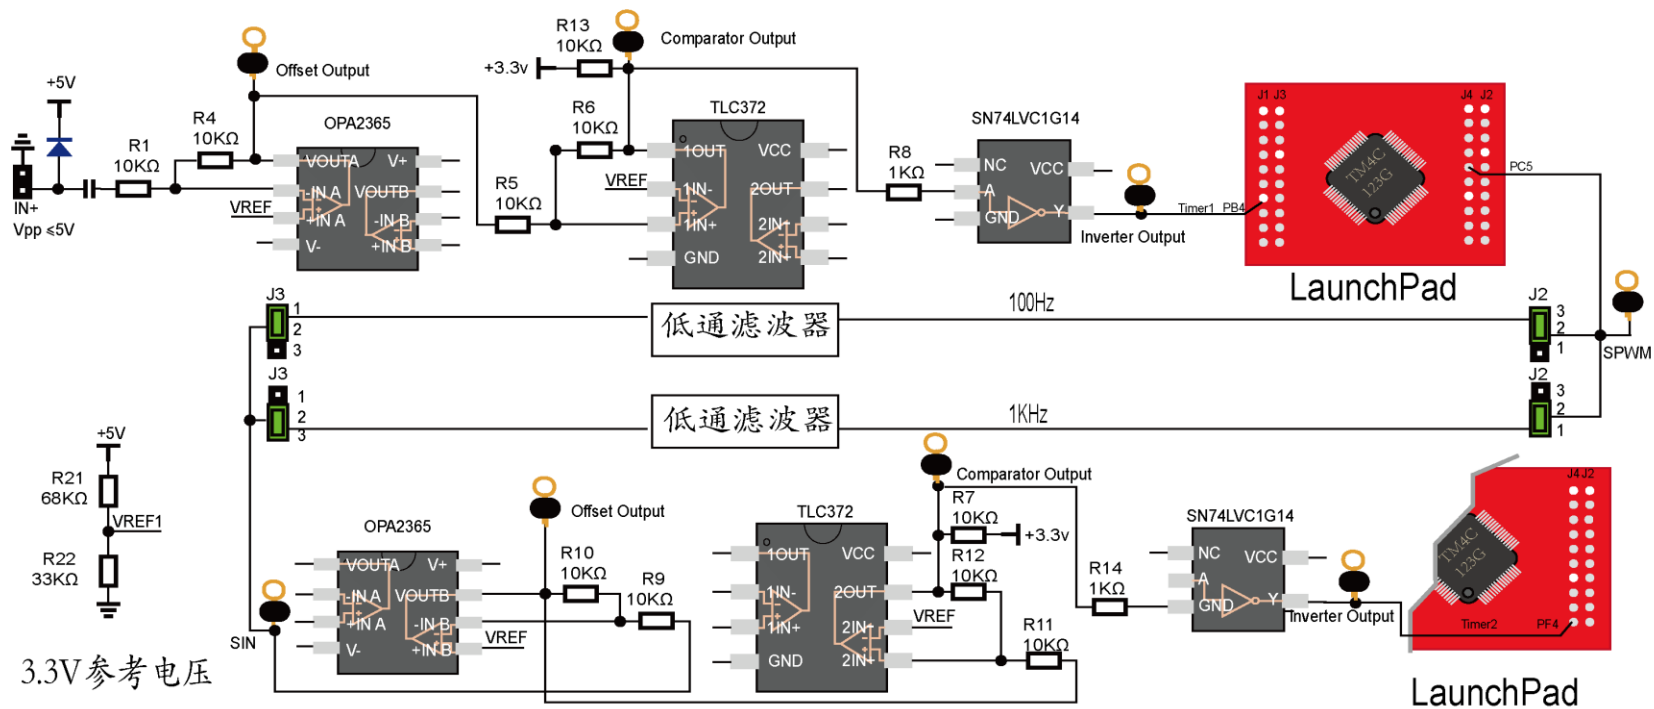 +5V
IN+
Vpp ≤5V
R1
10KΩ
R4
10KΩ
Offset Output
OPA2365
VOUTA
-IN A
+IN A
V-
V+
VOUTB
-IN B
+IN B
VREF
R5
10KΩ
R6
10KΩ
R13
10KΩ
+3.3v
Comparator Output
TLC372
1OUT
1IN-
1IN+
GND
VCC
2OUT
2IN-
2IN+
VREF
R8
1KΩ
SN74LVC1G14
NC
A
GND
VCC
Y
Inverter Output
Timer1
PB4
J1
J3
J4
J2
TM4C
123G
PC5
LaunchPad
J3
1
2
3
低通滤波器
100Hz
J2
3
2
1
SPWM
J3
1
2
3
低通滤波器
1KHz
J2
3
2
1
+5V
R21
68KΩ
VREF1
R22
33KΩ
3.3V参考电压
SIN
OPA2365
VOUTA
-IN A
+IN A
V-
V+
VOUTB
-IN B
+IN B
VREF
Offset Output
R10
10KΩ
R9
10KΩ
TLC372
1OUT
1IN-
1IN+
GND
VCC
2OUT
2IN-
2IN+
VREF
Comparator Output
R7
10KΩ
+3.3v
R12
10KΩ
R11
10KΩ
R14
1KΩ
SN74LVC1G14
NC
A
GND
VCC
Y
Inverter Output
Timer2
PF4
J4
J2
TM4C
123G
LaunchPad